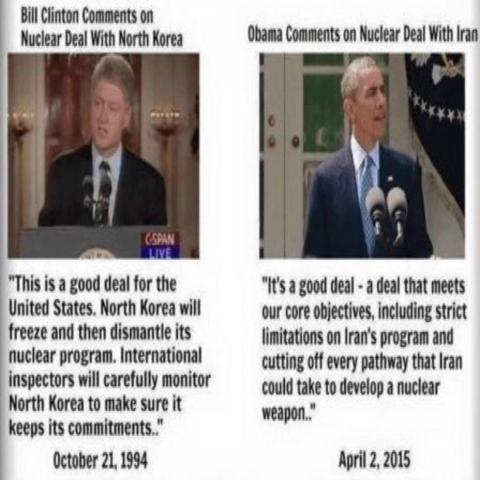 Bill Clinton Comments on
Nuclear Deal With North Korea
Obama Comments on Nuclear Deal With Iran
C-SPAN
LIVE
"This is a good deal for the
United States. North Korea will
freeze and then dismantle its
nuclear program. International
inspectors will carefully monitor
North Korea to make sure it
keeps its commitments.."
October 21, 1994
"It's a good deal - a deal that meets
our core objectives, including strict
limitations on Iran's program and
cutting off every pathway that Iran
could take to develop a nuclear
weapon.."
April 2, 2015